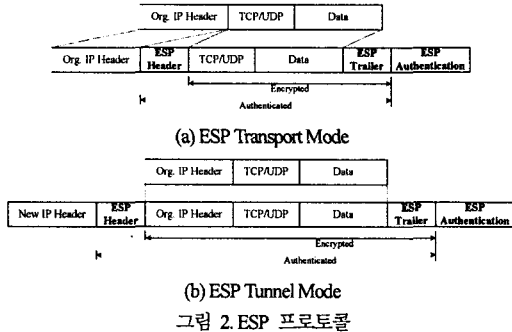 Org. IP Header TCP/UDP Data
Org. IP Header ESP Header TCP/UDP Data ESP Trailer ESP Authentication
Encrypted
Authenticated
(a) ESP Transport Mode
Org. IP Header TCP/UDP Data
New IP Header ESP Header Org. IP Header TCP/UDP Data ESP Trailer ESP Authentication
Encrypted
Authenticated
(b) ESP Tunnel Mode
그림 2. ESP 프로토콜